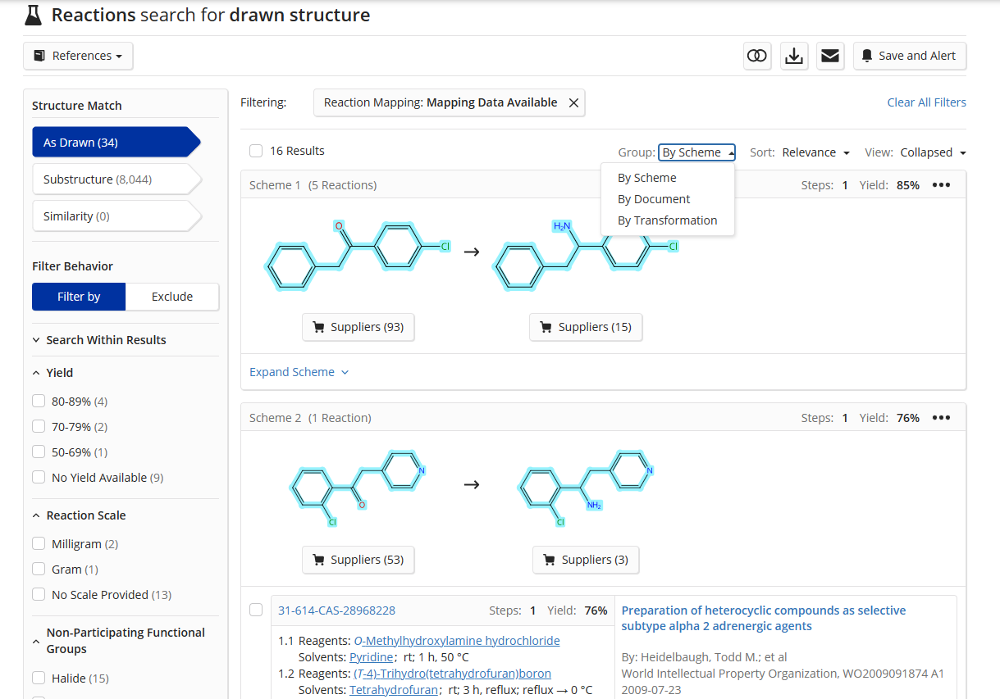 Reactions search for drawn structure
References
Save and Alert
Structure Match
As Drawn (34)
Substructure (8,044)
Similarity (0)
Filter Behavior
Filter by
Exclude
Search Within Results
Yield
80-89% (4)
70-79% (2)
50-69% (1)
No Yield Available (9)
Reaction Scale
Milligram (2)
Gram (1)
No Scale Provided (13)
Non-Participating Functional
Groups
Halide (15)
Filtering:
Reaction Mapping: Mapping Data Available
Clear All Filters
16 Results
Group: By Scheme
Sort: Relevance
View: Collapsed
By Scheme
By Document
By Transformation
Scheme 1 (5 Reactions)
Steps: 1 Yield: 85%
O
Cl
→
H₂N
Cl
Suppliers (93)
Suppliers (15)
Expand Scheme
Scheme 2 (1 Reaction)
Steps: 1 Yield: 76%
N
O
Cl
→
N
NH₂
Cl
Suppliers (53)
Suppliers (3)
31-614-CAS-28968228
Steps: 1 Yield: 76%
1.1 Reagents: O-Methylhydroxylamine hydrochloride
Solvents: Pyridine; rt; 1 h, 50 °C
1.2 Reagents: (T-4)-Trihydro(tetrahydrofuran)boron
Solvents: Tetrahydrofuran; rt; 3 h, reflux; reflux → 0 °C
Preparation of heterocyclic compounds as selective
subtype alpha 2 adrenergic agents
By: Heidelbaugh, Todd M.; et al
World Intellectual Property Organization, WO2009091874 A1
2009-07-23